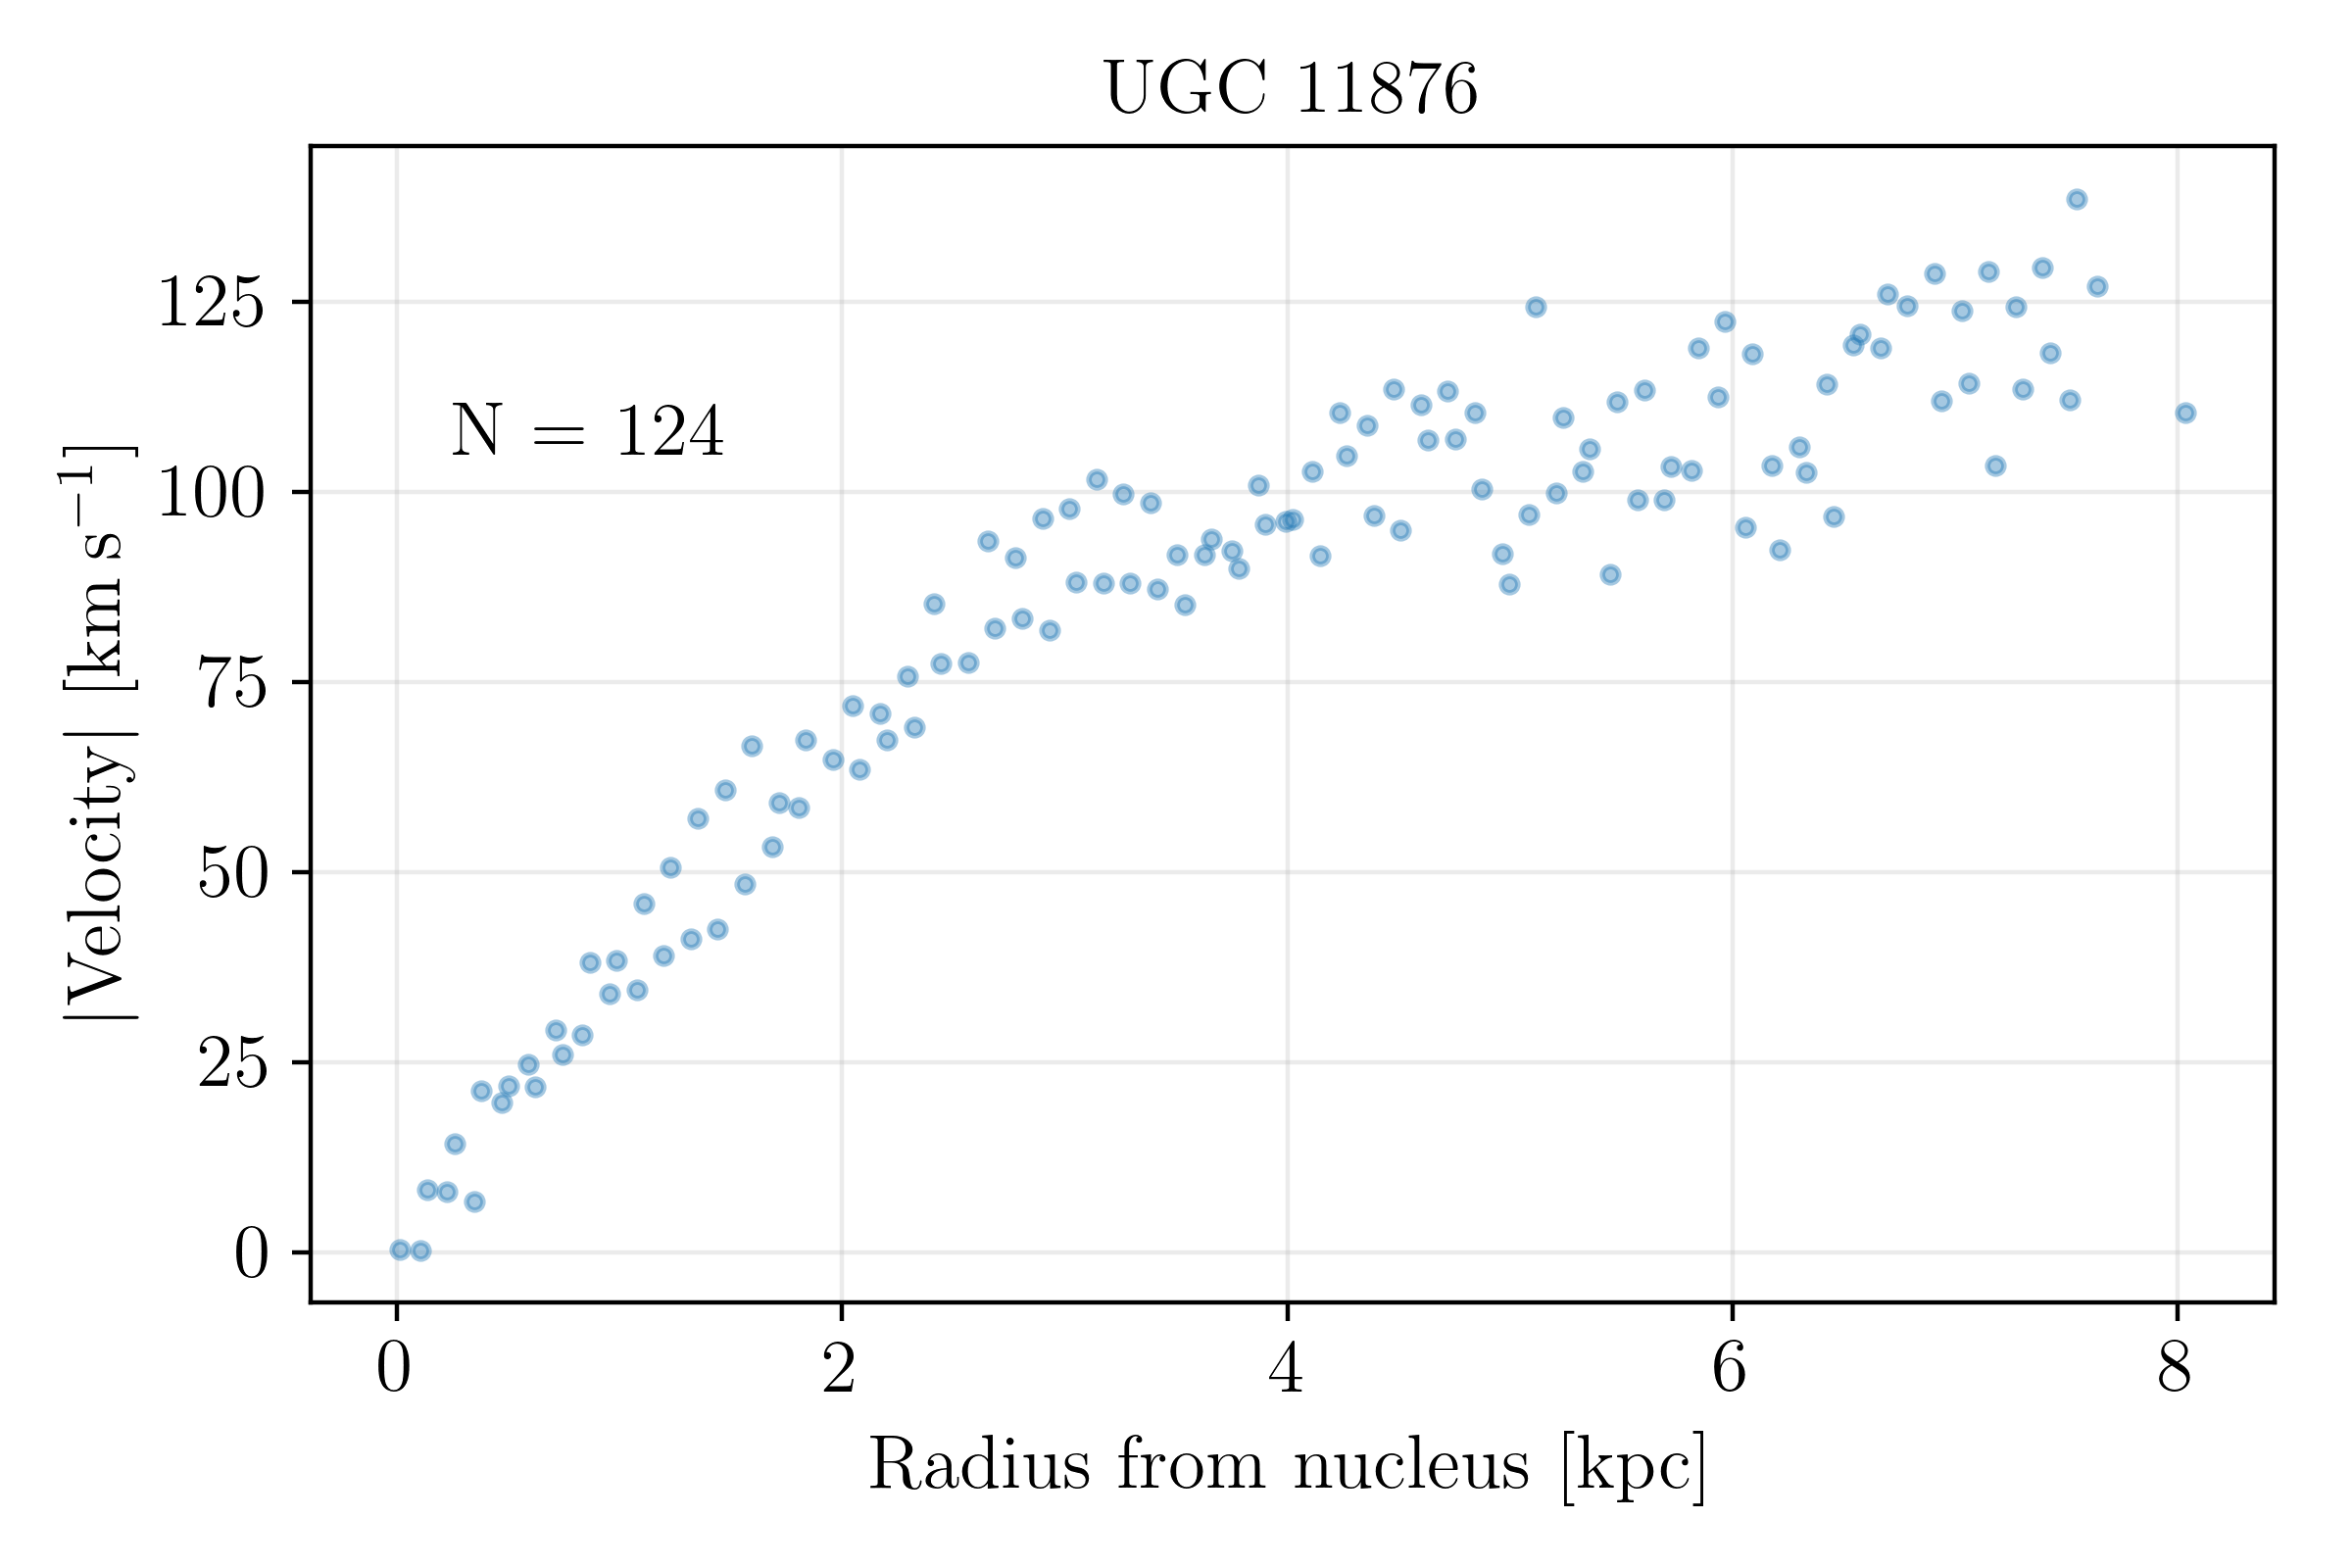 UGC 11876
|Velocity| [km s⁻¹]
125
100
75
50
25
0
N = 124
0 2 4 6 8
Radius from nucleus [kpc]